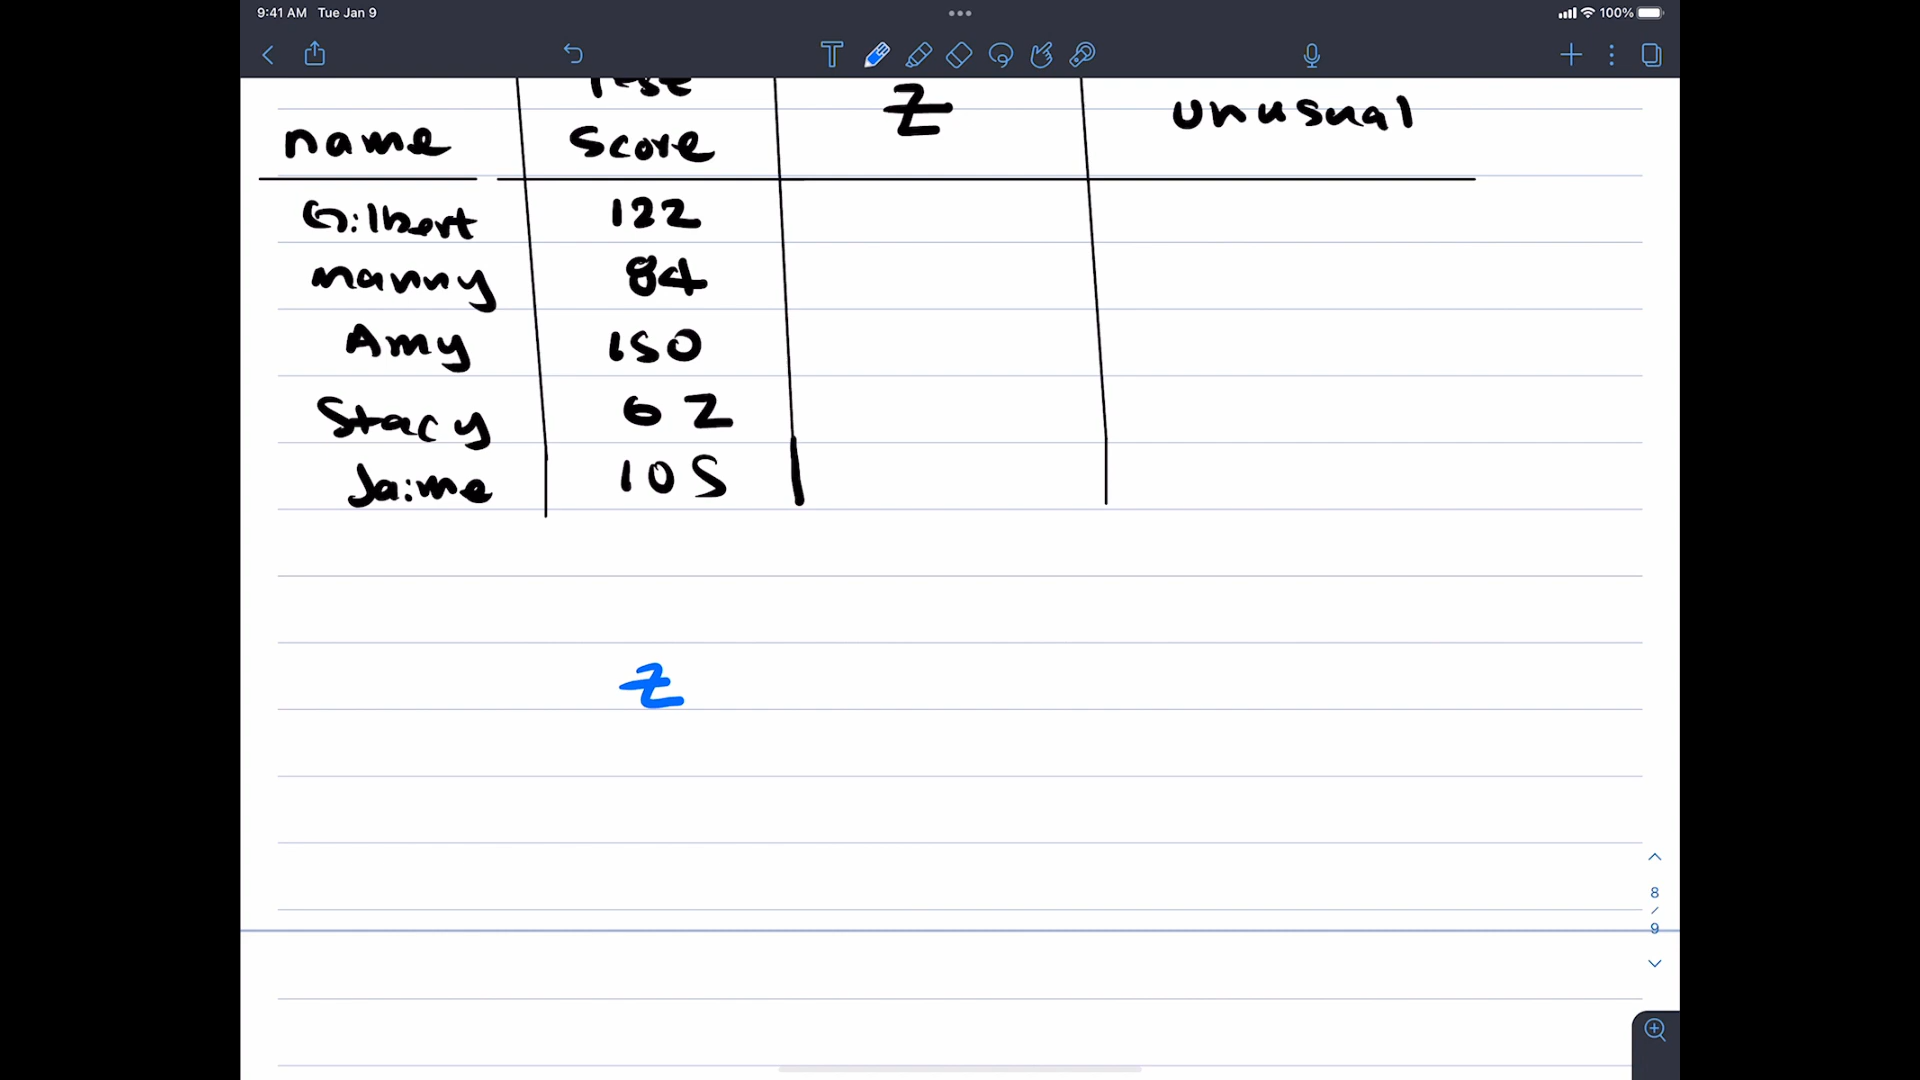 9:41 AM Tue Jan 9
100%
Test
name Score Z unusual
Gilbert 122
manny 84
Amy 150
Stacy 62
Jaime 105
Z
8
/
9